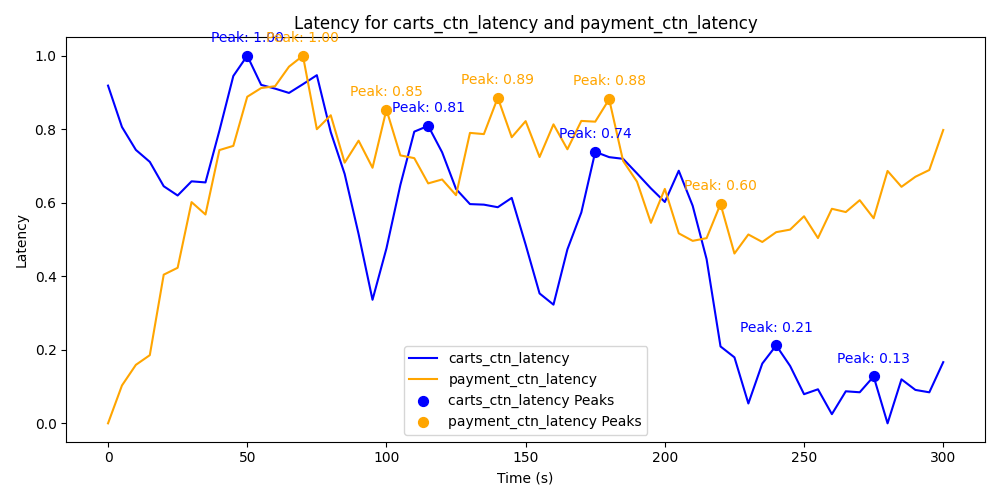 Latency for carts_ctn_latency and payment_ctn_latency
Peak: 1.00
Peak: 1.00
Peak: 0.85
Peak: 0.81
Peak: 0.89
Peak: 0.88
Peak: 0.74
Peak: 0.60
Peak: 0.21
Peak: 0.13
1.0
0.8
0.6
0.4
0.2
0.0
Latency
carts_ctn_latency
payment_ctn_latency
carts_ctn_latency Peaks
payment_ctn_latency Peaks
0 50 100 150 200 250 300
Time (s)